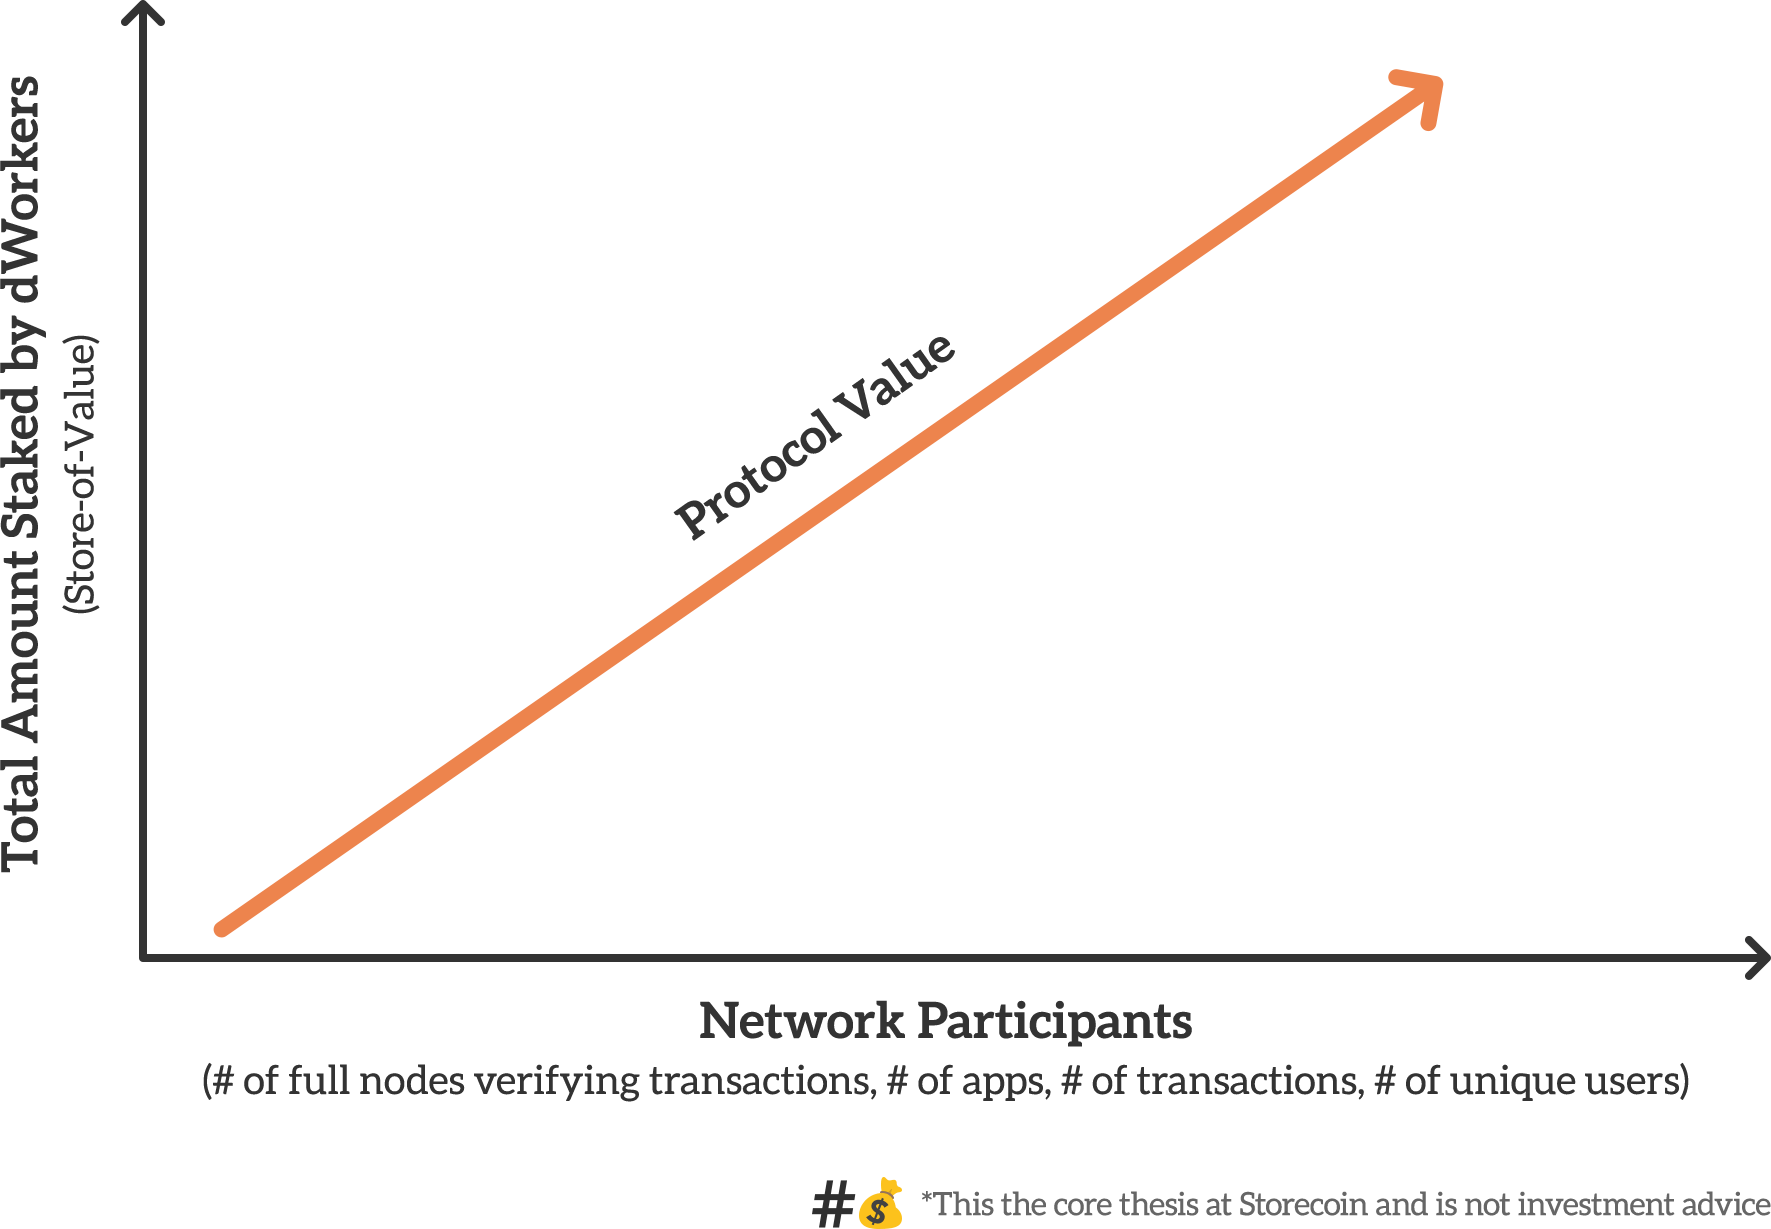 Total Amount Staked by dWorkers
(Store-of-Value)
Protocol Value
Network Participants
(# of full nodes verifying transactions, # of apps, # of transactions, # of unique users)
#💰 *This the core thesis at Storecoin and is not investment advice